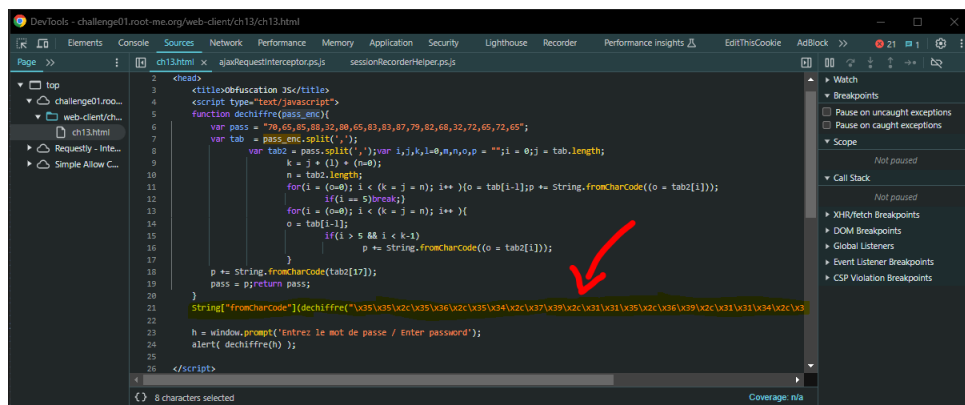 DevTools - challenge01.root-me.org/web-client/ch13/ch13.html
Elements Console Sources Network Performance Memory Application Security Lighthouse Recorder Performance insights EditThisCookie AdBlock >> 21 1
Page >> ch13.html × ajaxRequestInterceptor.ps.js sessionRecorderHelper.ps.js
top
challenge01.roo...
web-client/ch...
ch13.html
Requestly - Inte...
Simple Allow C...
2 <head>
3 <title>Obfuscation JS</title>
4 <script type="text/javascript">
5 function dechiffre(pass_enc){
6 var pass = "70,65,85,88,32,80,65,83,83,87,79,82,68,32,72,65,72,65";
7 var tab = pass_enc.split(',');
8 var tab2 = pass.split(',');var i,j,k,l=0,m,n,o,p = "";i = 0;j = tab.length;
9 k = j + (l) + (n=0);
10 n = tab2.length;
11 for(i = (o=0); i < (k = j = n); i++ ){o = tab[i-l];p += String.fromCharCode((o = tab2[i]));
12 if(i == 5)break;}
13 for(i = (o=0); i < (k = j = n); i++ ){
14 o = tab[i-l];
15 if(i > 5 && i < k-1)
16 p += String.fromCharCode((o = tab2[i]));
17 }
18 p += String.fromCharCode(tab2[17]);
19 pass = p;return pass;
20 }
21 String["fromCharCode"](dechiffre("\x35\x35\x2c\x35\x36\x2c\x35\x34\x2c\x37\x39\x2c\x31\x31\x35\x2c\x36\x39\x2c\x31\x31\x34\x2c\x3
22
23 h = window.prompt('Entrez le mot de passe / Enter password');
24 alert( dechiffre(h) );
25
26 </script>
{} 8 characters selected
Coverage: n/a
Watch
Breakpoints
Pause on uncaught exceptions
Pause on caught exceptions
Scope
Not paused
Call Stack
Not paused
XHR/fetch Breakpoints
DOM Breakpoints
Global Listeners
Event Listener Breakpoints
CSP Violation Breakpoints